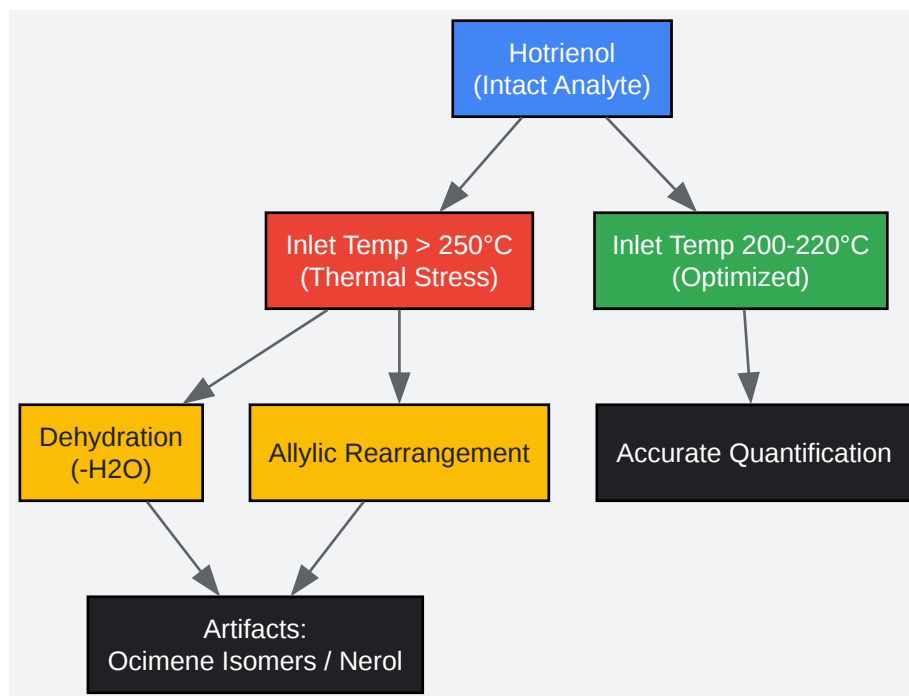 Hotrienol
(Intact Analyte)
Inlet Temp > 250°C
(Thermal Stress)
Inlet Temp 200-220°C
(Optimized)
Dehydration
(-H2O)
Allylic Rearrangement
Accurate Quantification
Artifacts:
Ocimene Isomers / Nerol